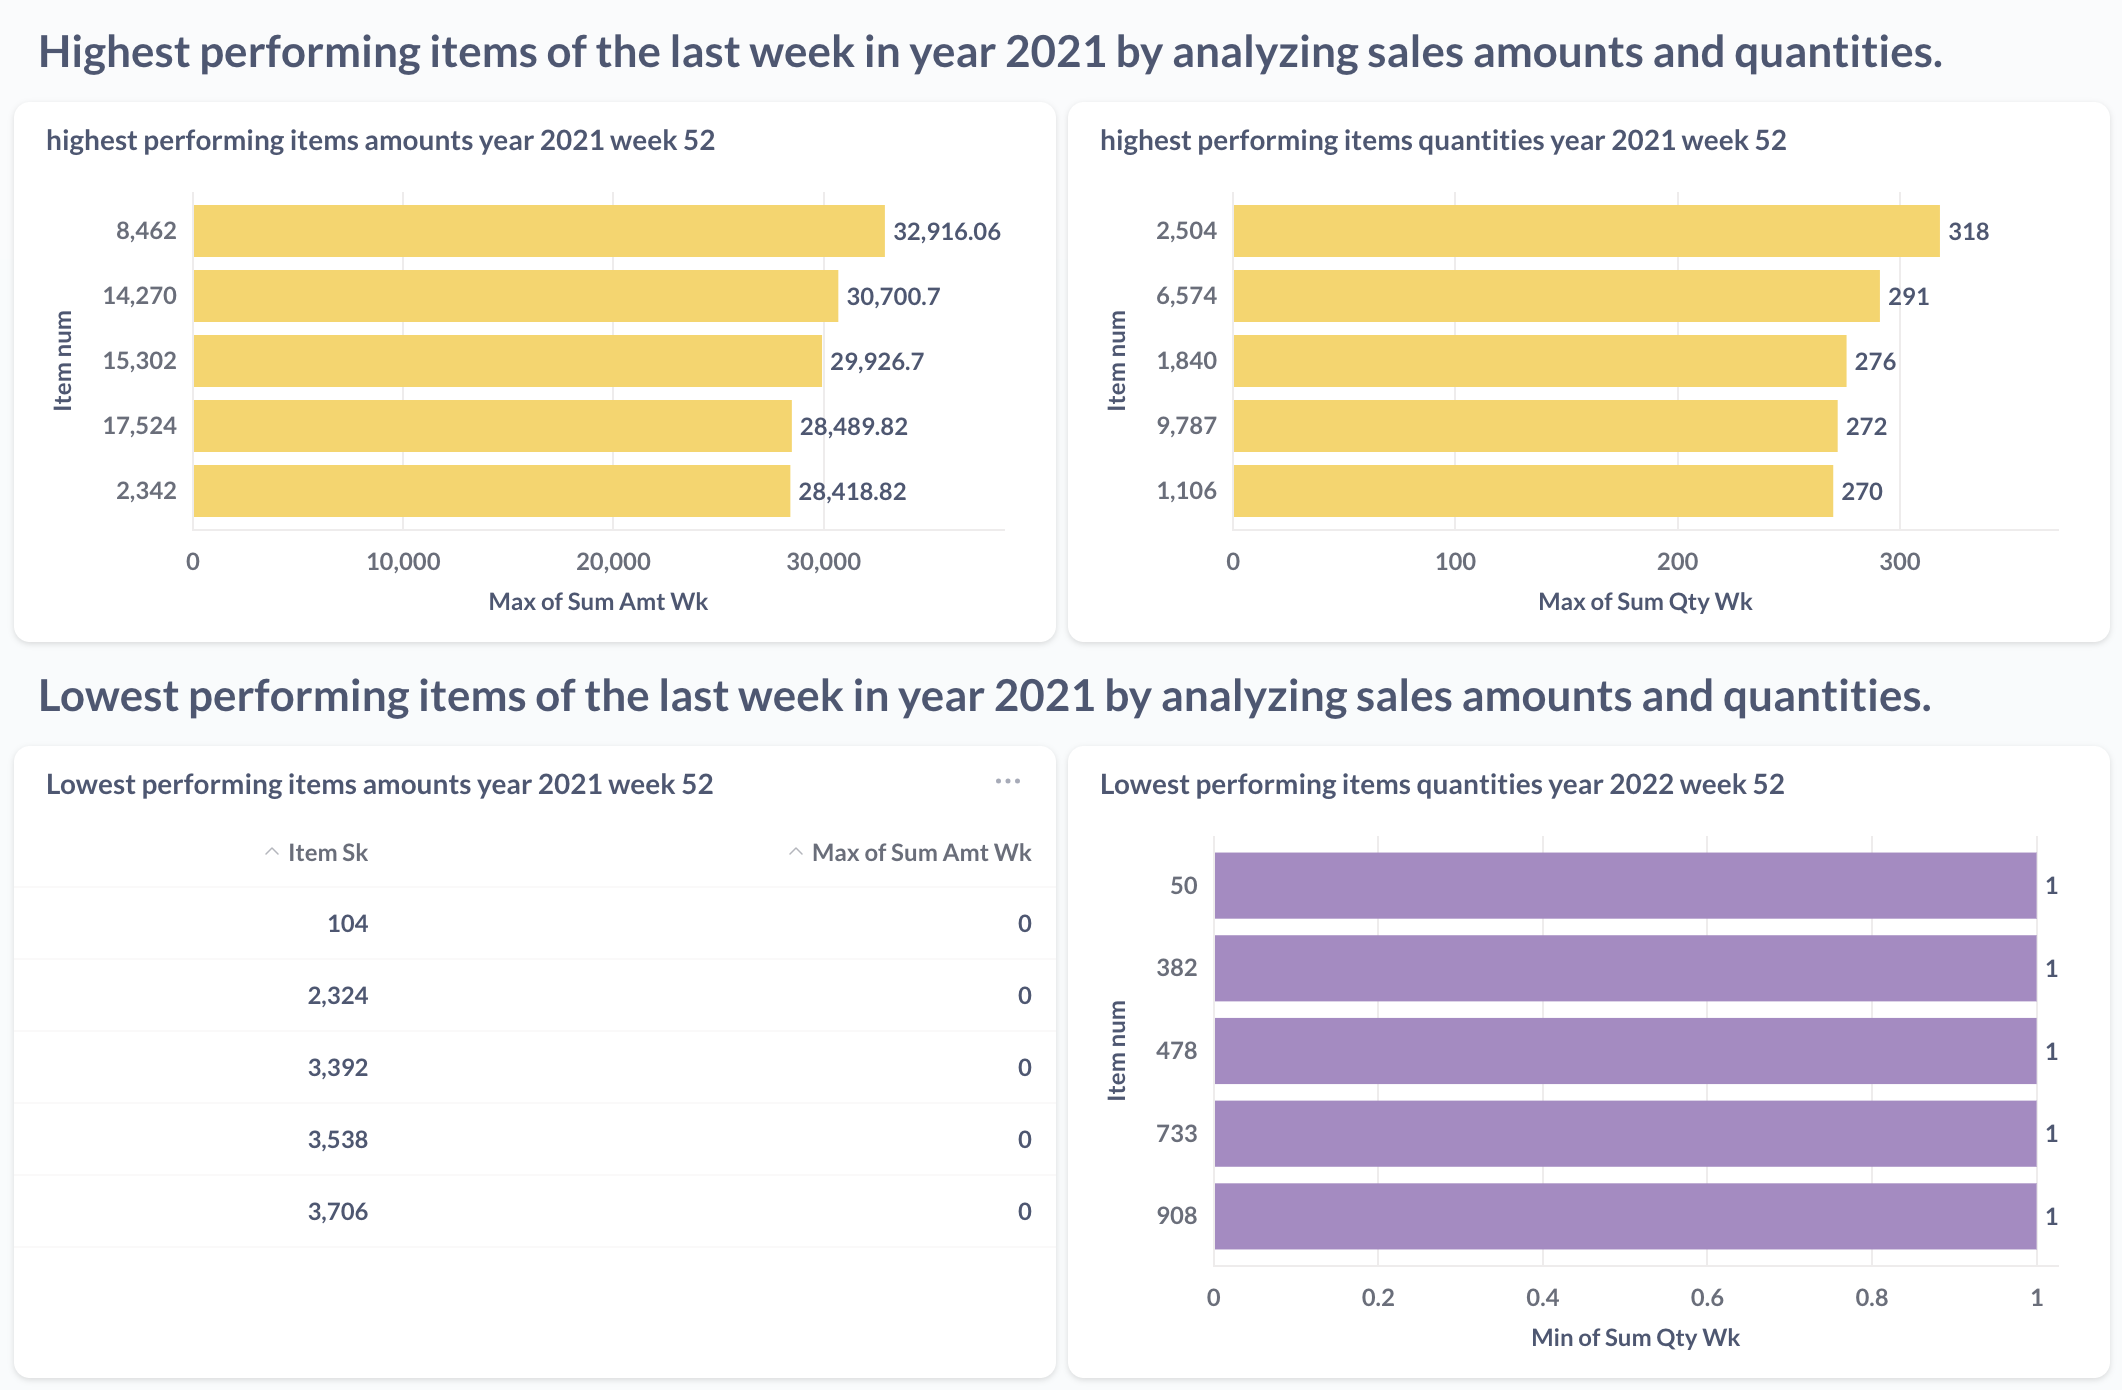 Highest performing items of the last week in year 2021 by analyzing sales amounts and quantities.
highest performing items amounts year 2021 week 52
Item num
8,462 32,916.06
14,270 30,700.7
15,302 29,926.7
17,524 28,489.82
2,342 28,418.82
0 10,000 20,000 30,000
Max of Sum Amt Wk
highest performing items quantities year 2021 week 52
Item num
2,504 318
6,574 291
1,840 276
9,787 272
1,106 270
0 100 200 300
Max of Sum Qty Wk
Lowest performing items of the last week in year 2021 by analyzing sales amounts and quantities.
Lowest performing items amounts year 2021 week 52
Item Sk Max of Sum Amt Wk
104 0
2,324 0
3,392 0
3,538 0
3,706 0
Lowest performing items quantities year 2022 week 52
Item num
50 1
382 1
478 1
733 1
908 1
0 0.2 0.4 0.6 0.8 1
Min of Sum Qty Wk